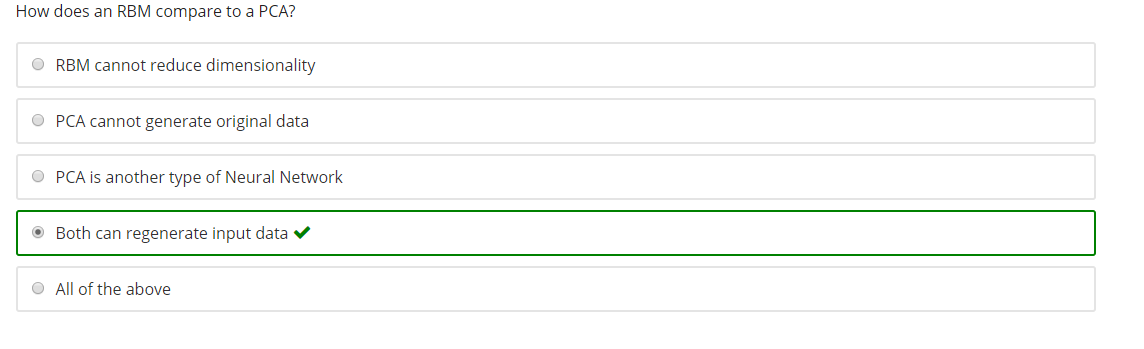 How does an RBM compare to a PCA?
RBM cannot reduce dimensionality
PCA cannot generate original data
PCA is another type of Neural Network
Both can regenerate input data
All of the above